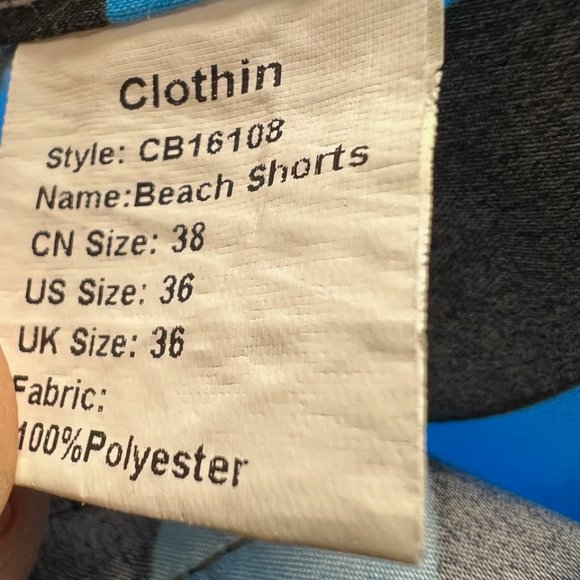 Clothin
Style: CB16108
Name:Beach Shorts
CN Size: 38
US Size: 36
UK Size: 36
Fabric:
100%Polyester